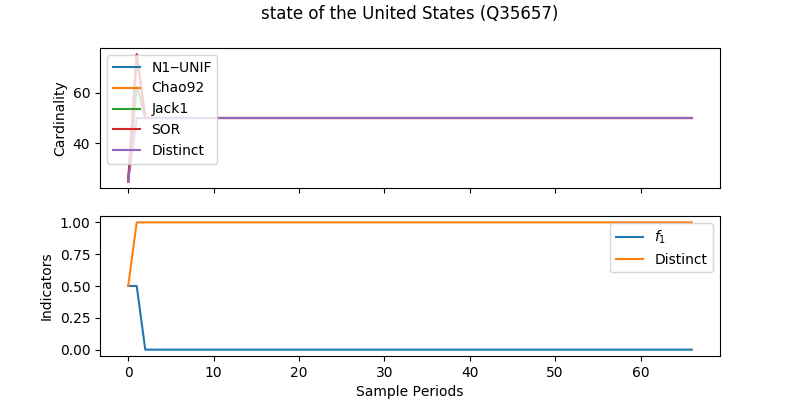 state of the United States (Q35657)
Cardinality
60
40
N1−UNIF
Chao92
Jack1
SOR
Distinct
Indicators
1.00
0.75
0.50
0.25
0.00
f1
Distinct
0 10 20 30 40 50 60
Sample Periods